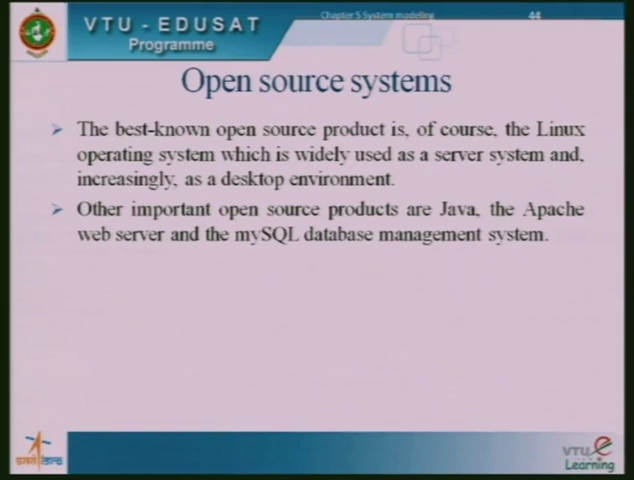 Chapter 5 System modeling 44
VTU - EDUSAT
Programme
Open source systems
➤ The best-known open source product is, of course, the Linux
operating system which is widely used as a server system and,
increasingly, as a desktop environment.
➤ Other important open source products are Java, the Apache
web server and the mySQL database management system.
VTU
Learning